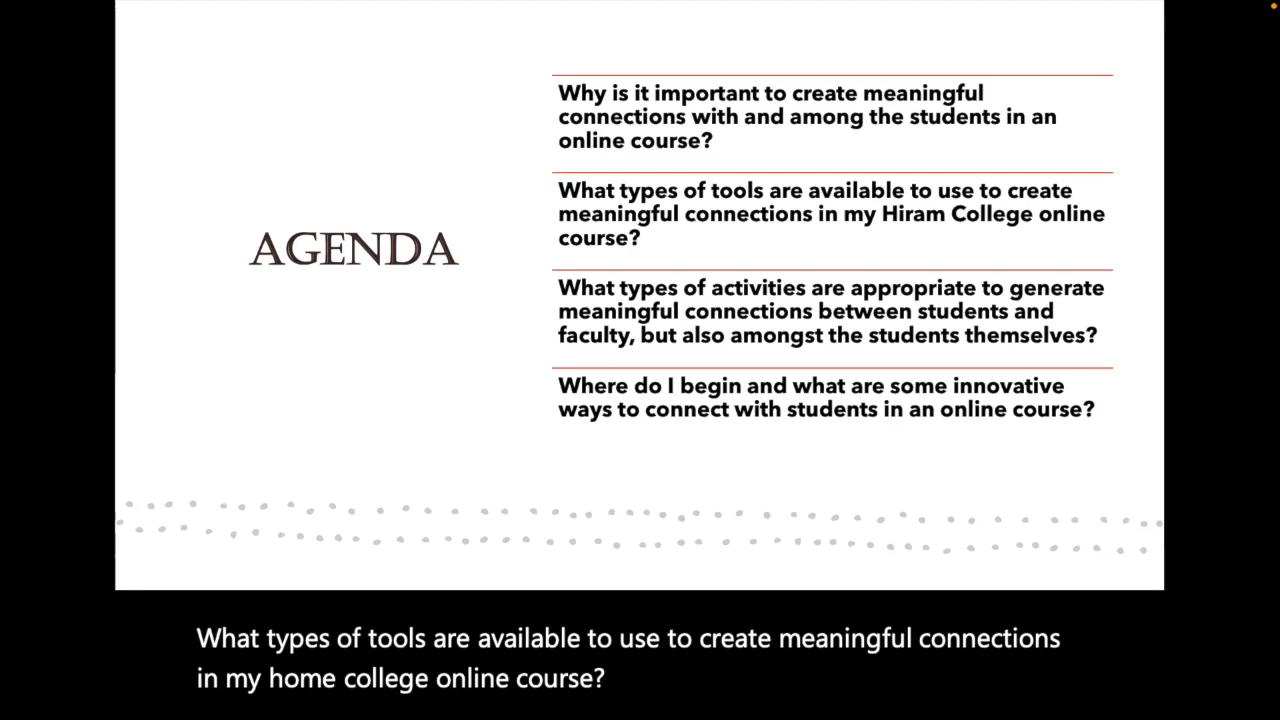 AGENDA
Why is it important to create meaningful
connections with and among the students in an
online course?
What types of tools are available to use to create
meaningful connections in my Hiram College online
course?
What types of activities are appropriate to generate
meaningful connections between students and
faculty, but also amongst the students themselves?
Where do I begin and what are some innovative
ways to connect with students in an online course?
What types of tools are available to use to create meaningful connections
in my home college online course?